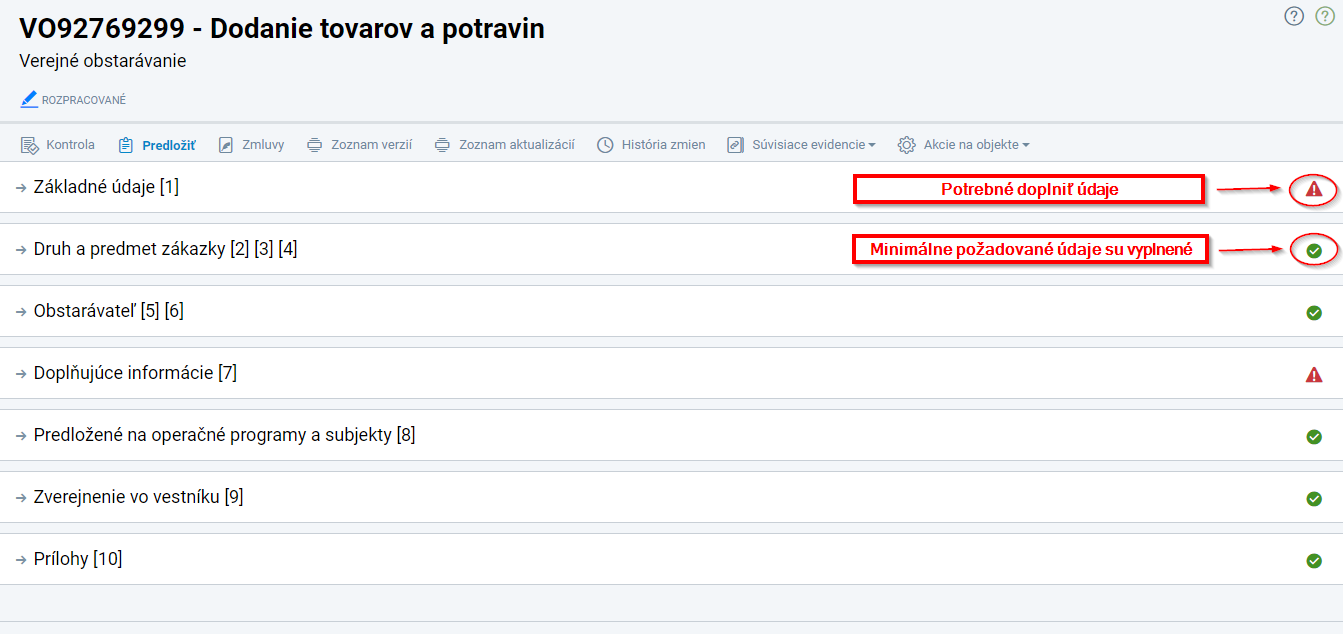 VO92769299 - Dodanie tovarov a potravin
Verejné obstarávanie
ROZPRACOVANÉ
Kontrola Predložiť Zmluvy Zoznam verzií Zoznam aktualizácií História zmien Súvisiace evidencie Akcie na objekte
Základné údaje [1] Potrebné doplniť údaje
Druh a predmet zákazky [2] [3] [4] Minimálne požadované údaje su vyplnené
Obstarávateľ [5] [6]
Doplňujúce informácie [7]
Predložené na operačné programy a subjekty [8]
Zverejnenie vo vestníku [9]
Prílohy [10]